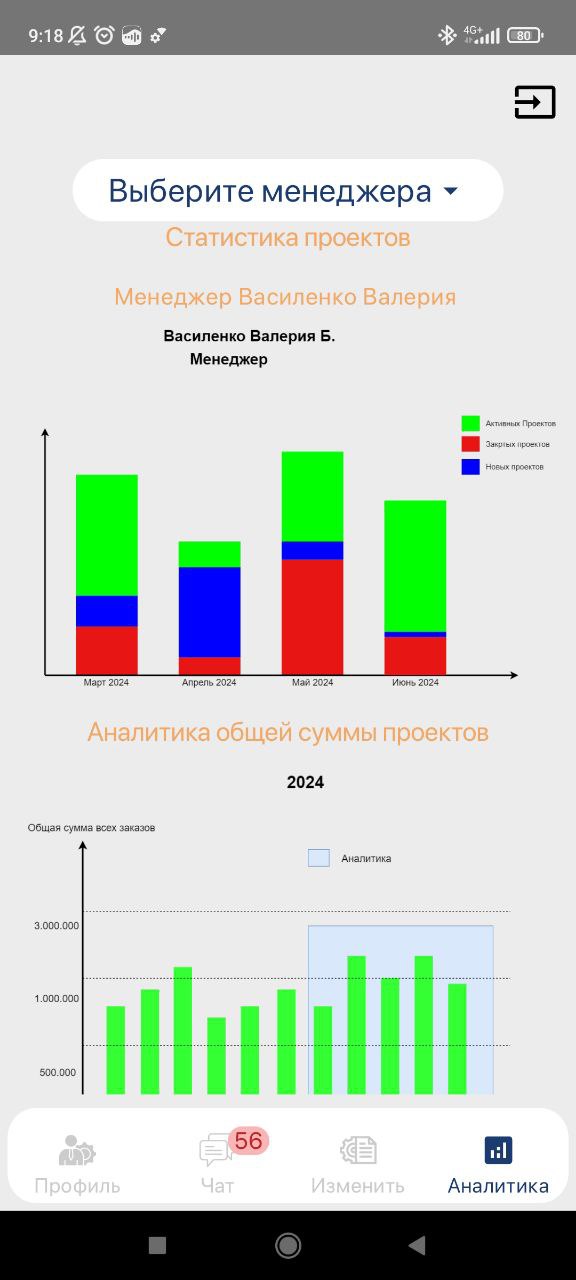 9:18
4G+
80
Выберите менеджера
Статистика проектов
Менеджер Василенко Валерия
Василенко Валерия Б.
Менеджер
Активных Проектов
Закртых проектов
Новых проектов
Март 2024
Апрель 2024
Май 2024
Июнь 2024
Аналитика общей суммы проектов
2024
Общая сумма всех заказов
Аналитика
3.000.000
1.000.000
500.000
56
Профиль
Чат
Изменить
Аналитика